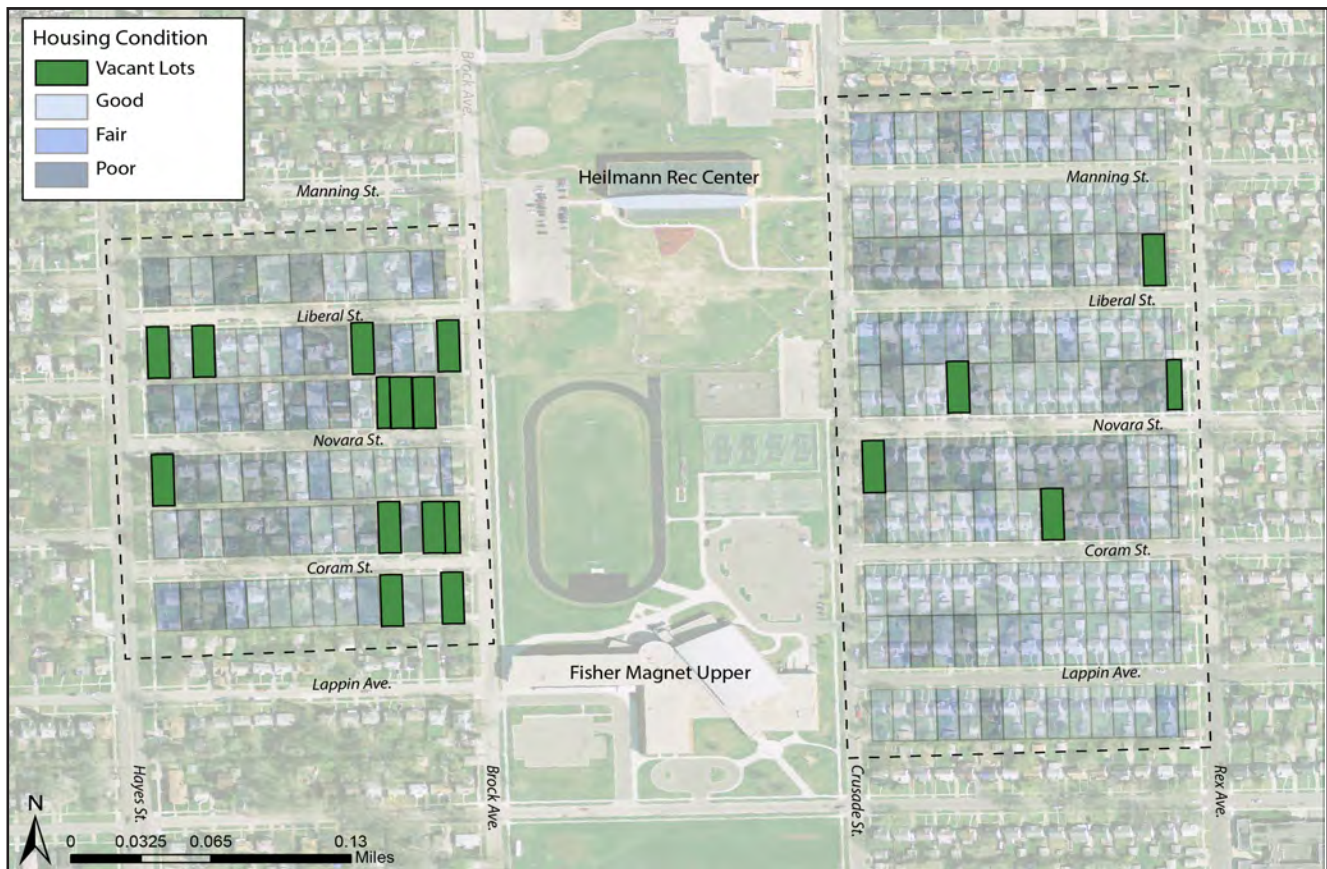 Housing Condition
Vacant Lots
Good
Fair
Poor
Brock Ave.
Manning St.
Heilmann Rec Center
Manning St.
Liberal St.
Liberal St.
Novara St.
Novara St.
Coram St.
Coram St.
Fisher Magnet Upper
Lappin Ave.
Lappin Ave.
Hayes St.
Brock Ave.
Crusade St.
Rex Ave.
N
0 0.0325 0.065 0.13
Miles